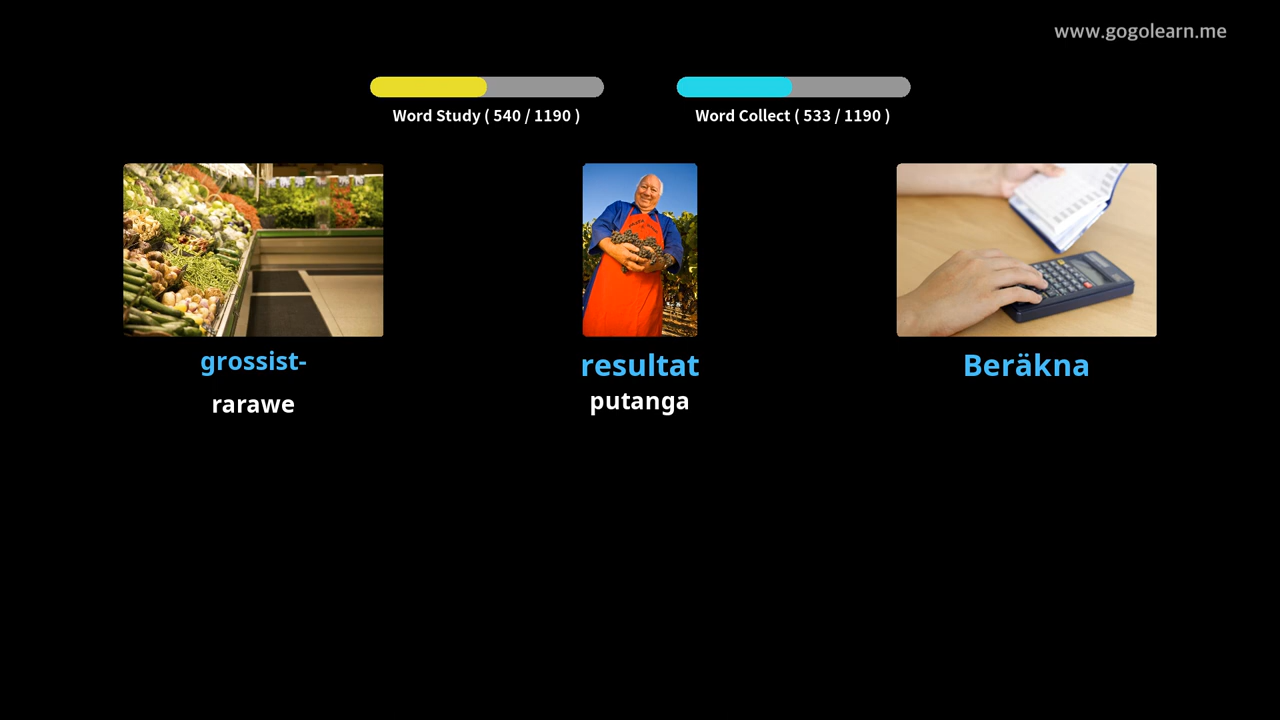 www.gogolearn.me
Word Study ( 540 / 1190 )
Word Collect ( 533 / 1190 )
grossist-
rarawe
resultat
putanga
Beräkna